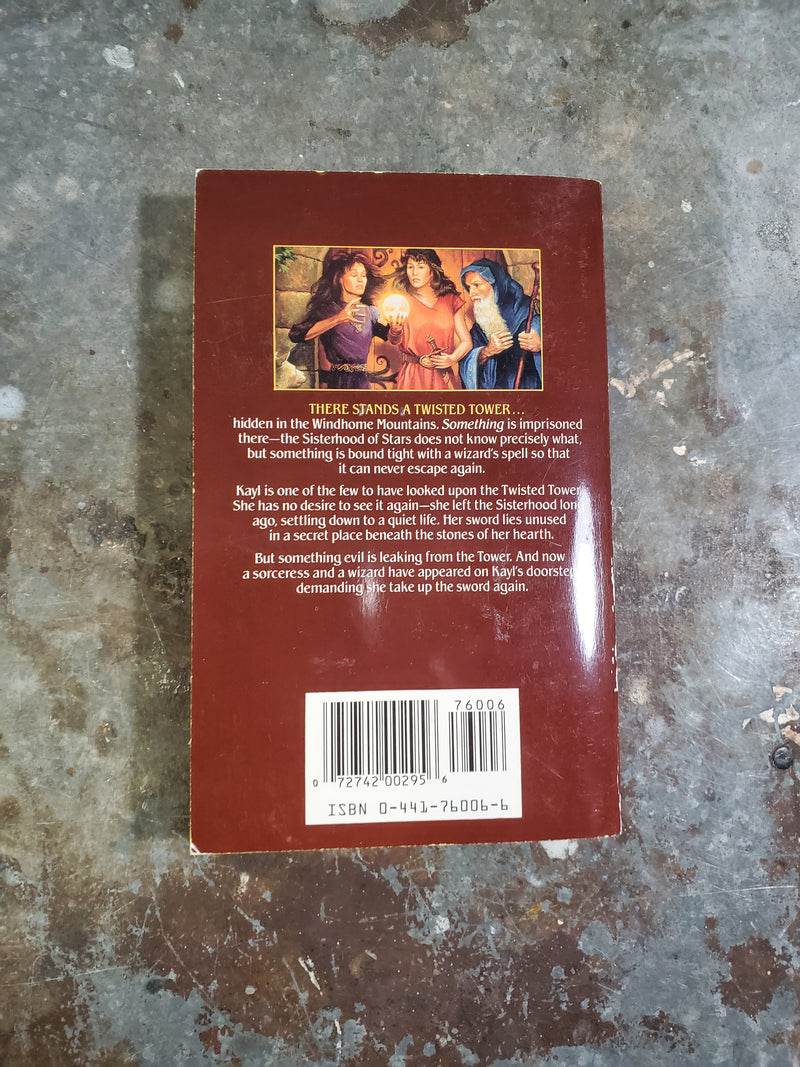 THERE STANDS A TWISTED TOWER...
hidden in the Windhome Mountains. Something is imprisoned
there—the Sisterhood of Stars does not know precisely what,
but something is bound tight with a wizard's spell so that
it can never escape again.
Kayl is one of the few to have looked upon the Twisted Tower.
She has no desire to see it again—she left the Sisterhood long
ago, settling down to a quiet life. Her sword lies unused
in a secret place beneath the stones of her hearth.
But something evil is leaking from the Tower. And now
a sorceress and a wizard have appeared on Kayl's doorstep
demanding she take up the sword again.
76006
0 72742 00295 6
ISBN 0-441-76006-6